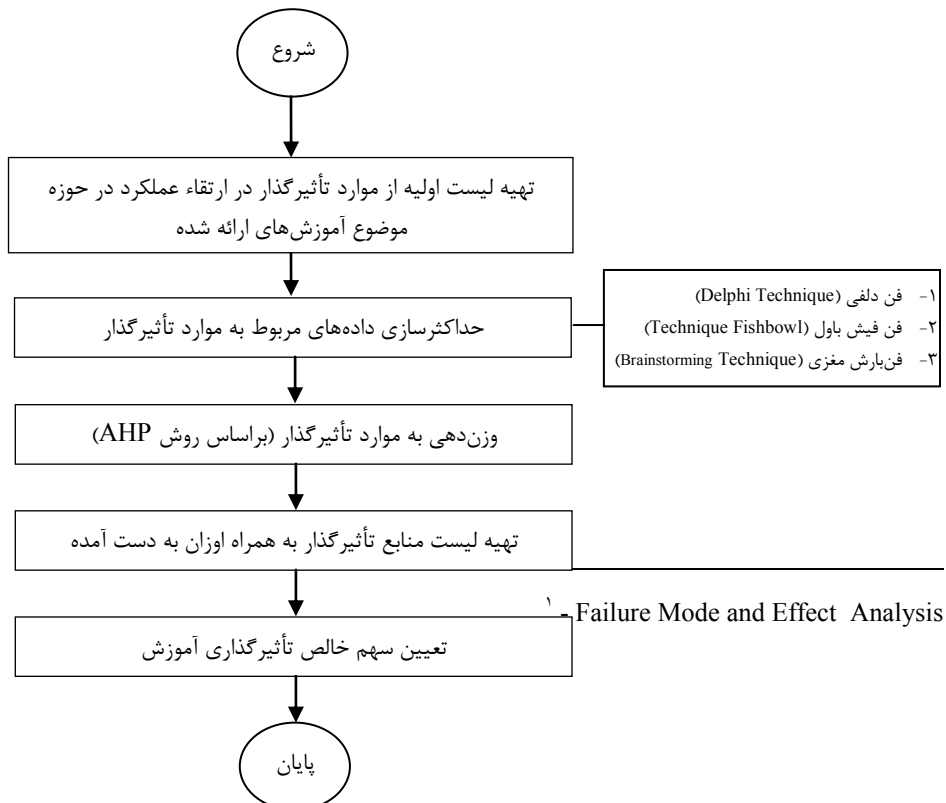 شروع
تهیه لیست اولیه از موارد تأثیرگذار در ارتقاء عملکرد در حوزه
موضوع آموزش‌های ارائه شده
حداکثرسازی داده‌های مربوط به موارد تأثیرگذار
۱- فن دلفی (Delphi Technique)
۲- فن فیش باول (Technique Fishbowl)
۳- فن‌بارش مغزی (Brainstorming Technique)
وزن‌دهی به موارد تأثیرگذار (براساس روش AHP)
تهیه لیست منابع تأثیرگذار به همراه اوزان به دست آمده
۱ - Failure Mode and Effect Analysis
تعیین سهم خالص تأثیرگذاری آموزش
پایان